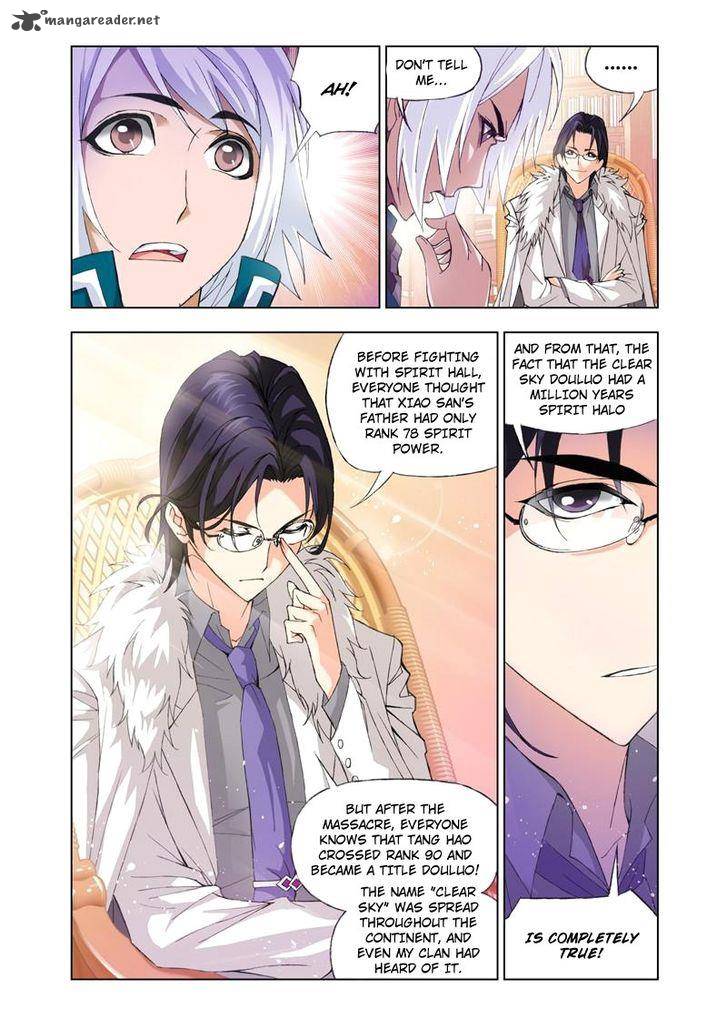 mangareader.net
AH!
DON'T TELL
ME...
......
BEFORE FIGHTING
WITH SPIRIT HALL,
EVERYONE THOUGHT
THAT XIAO SAN'S
FATHER HAD ONLY
RANK 78 SPIRIT
POWER.
BUT AFTER THE
MASSACRE, EVERYONE
KNOWS THAT TANG HAO
CROSSED RANK 90 AND
BECAME A TITLE DOULUO!
THE NAME "CLEAR
SKY" WAS SPREAD
THROUGHOUT THE
CONTINENT, AND
EVEN MY CLAN HAD
HEARD OF IT.
AND FROM THAT, THE
FACT THAT THE CLEAR
SKY DOULUO HAD A
MILLION YEARS
SPIRIT HALO
IS COMPLETELY
TRUE!